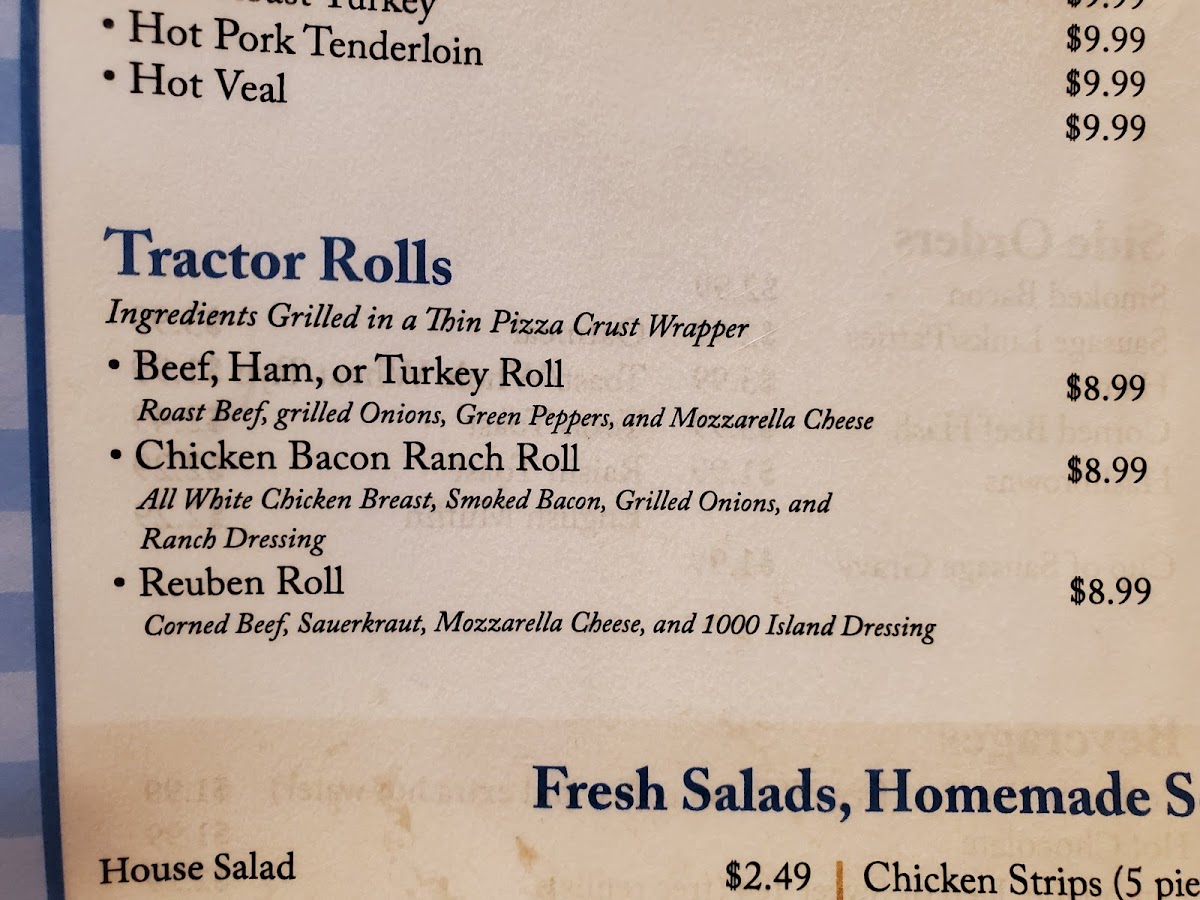 Turkey
$9.99
• Hot Pork Tenderloin $9.99
• Hot Veal $9.99
$9.99
Tractor Rolls
Ingredients Grilled in a Thin Pizza Crust Wrapper
• Beef, Ham, or Turkey Roll $8.99
Roast Beef, grilled Onions, Green Peppers, and Mozzarella Cheese
• Chicken Bacon Ranch Roll $8.99
All White Chicken Breast, Smoked Bacon, Grilled Onions, and
Ranch Dressing
• Reuben Roll $8.99
Corned Beef, Sauerkraut, Mozzarella Cheese, and 1000 Island Dressing
Fresh Salads, Homemade S
House Salad $2.49 | Chicken Strips (5 pie